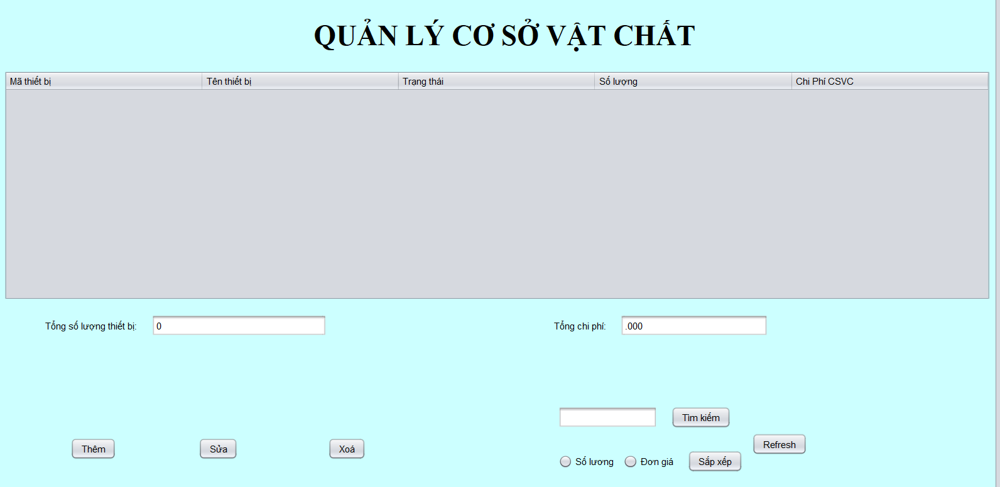 QUẢN LÝ CƠ SỞ VẬT CHẤT
Mã thiết bị Tên thiết bị Trạng thái Số lượng Chi Phí CSVC
Tổng số lượng thiết bị: 0 Tổng chi phí: .000
Tìm kiếm
Thêm Sửa Xoá Refresh
Số lương Đơn giá Sắp xếp